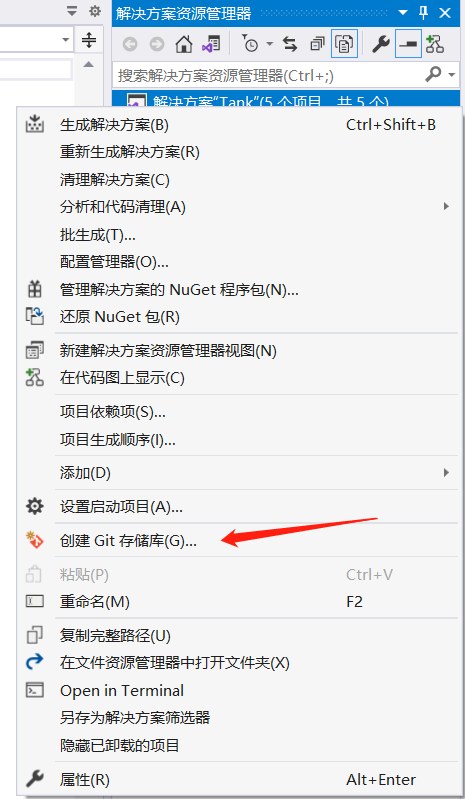 解决方案资源管理器
搜索解决方案资源管理器(Ctrl+;)
解决方案"Tank"(5 个项目，共 5 个)
生成解决方案(B) Ctrl+Shift+B
重新生成解决方案(R)
清理解决方案(C)
分析和代码清理(A)
批生成(T)...
配置管理器(O)...
管理解决方案的 NuGet 程序包(N)...
还原 NuGet 包(R)
新建解决方案资源管理器视图(N)
在代码图上显示(C)
项目依赖项(S)...
项目生成顺序(I)...
添加(D)
设置启动项目(A)...
创建 Git 存储库(G)...
粘贴(P) Ctrl+V
重命名(M) F2
复制完整路径(U)
在文件资源管理器中打开文件夹(X)
Open in Terminal
另存为解决方案筛选器
隐藏已卸载的项目
属性(R) Alt+Enter